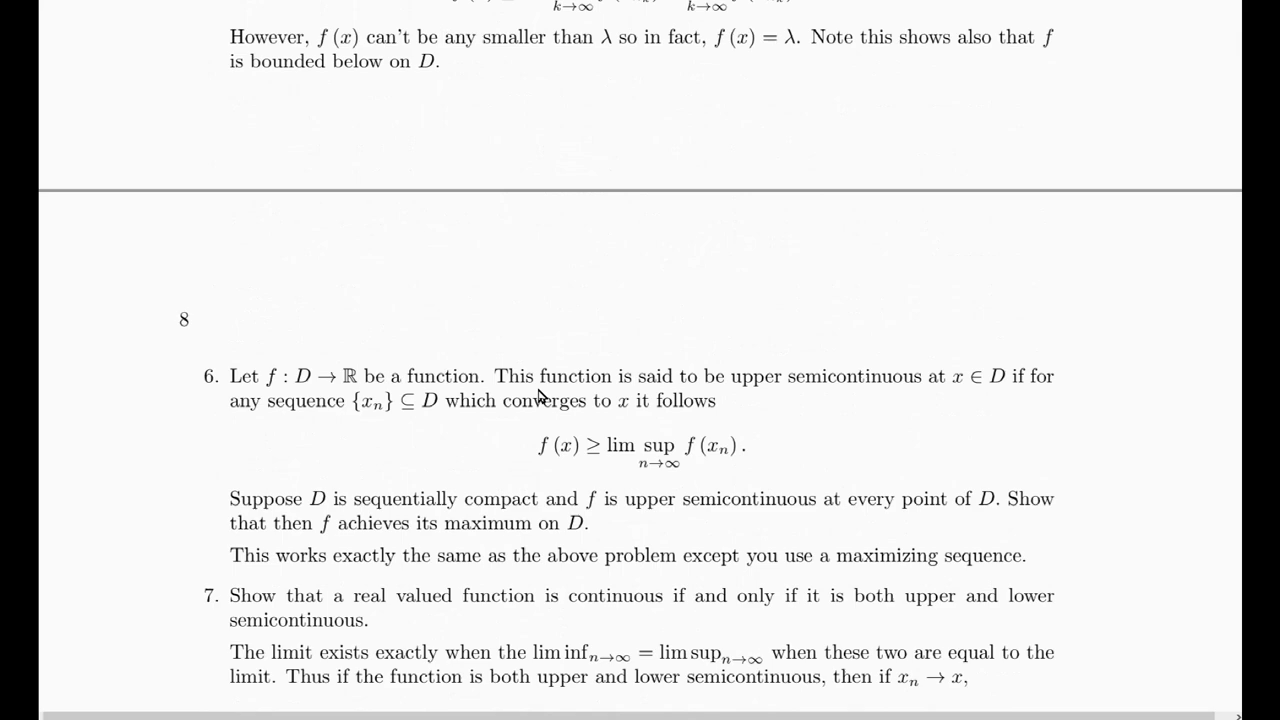 k→∞ k→∞
However, f (x) can't be any smaller than λ so in fact, f (x) = λ. Note this shows also that f
is bounded below on D.
8
6. Let f : D → ℝ be a function. This function is said to be upper semicontinuous at x ∈ D if for
any sequence {xₙ} ⊆ D which converges to x it follows
f (x) ≥ lim sup f (xₙ) .
n→∞
Suppose D is sequentially compact and f is upper semicontinuous at every point of D. Show
that then f achieves its maximum on D.
This works exactly the same as the above problem except you use a maximizing sequence.
7. Show that a real valued function is continuous if and only if it is both upper and lower
semicontinuous.
The limit exists exactly when the lim infₙ→∞ = lim supₙ→∞ when these two are equal to the
limit. Thus if the function is both upper and lower semicontinuous, then if xₙ → x,